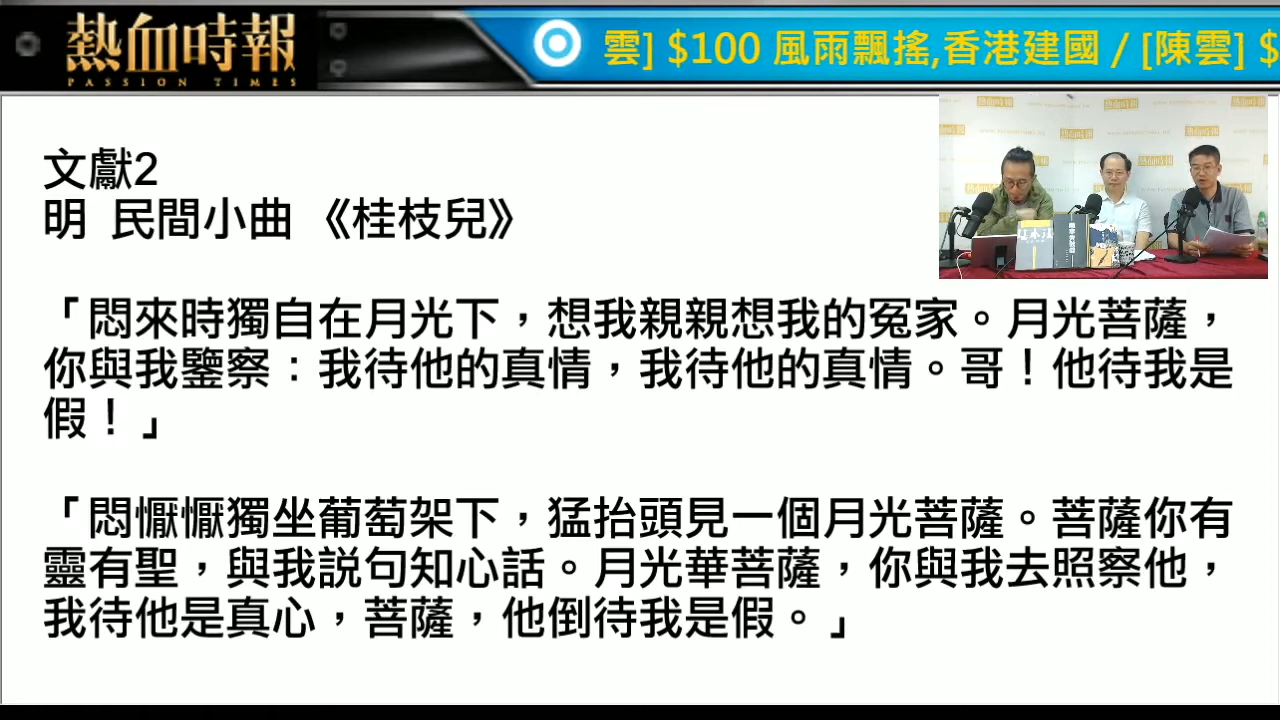 熱血時報
PASSION TIMES
雲] $100 風雨飄搖,香港建國 / [陳雲] $
文獻2
明 民間小曲 《桂枝兒》
「悶來時獨自在月光下，想我親親想我的冤家。月光菩薩，
你與我鑒察：我待他的真情，我待他的真情。哥！他待我是
假！」
「悶懨懨獨坐葡萄架下，猛抬頭見一個月光菩薩。菩薩你有
靈有聖，與我説句知心話。月光華菩薩，你與我去照察他，
我待他是真心，菩薩，他倒待我是假。」